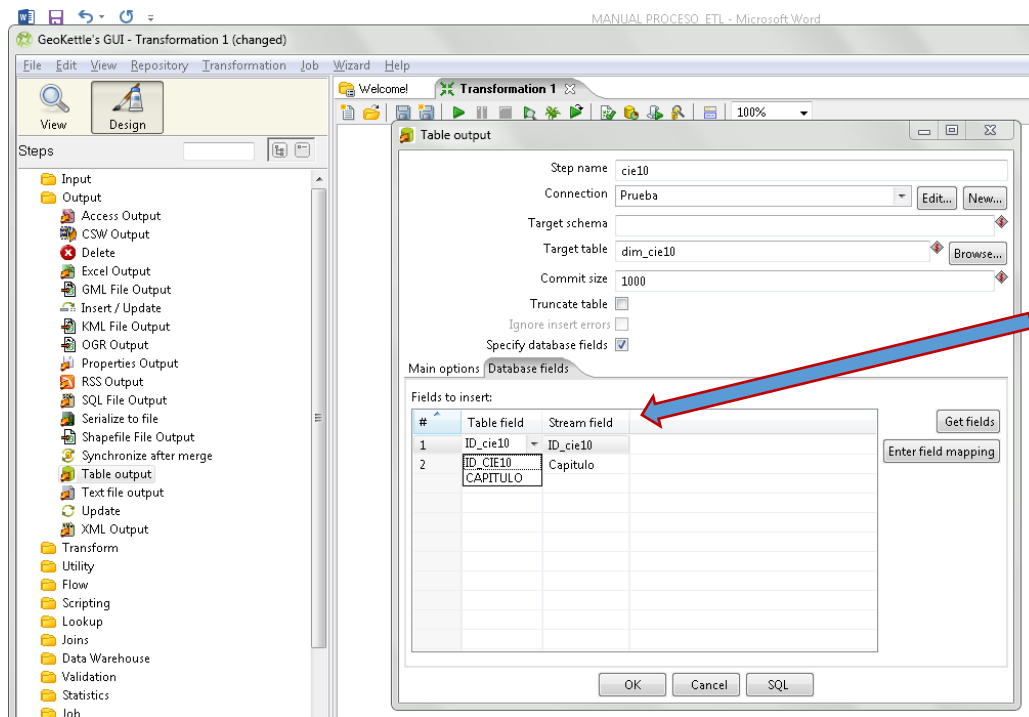 MANUAL PROCESO ETL - Microsoft Word
GeoKettle's GUI - Transformation 1 (changed)
File Edit View Repository Transformation Job Wizard Help
View
Design
Steps
Input
Output
Access Output
CSW Output
Delete
Excel Output
GML File Output
Insert / Update
KML File Output
OGR Output
Properties Output
RSS Output
SQL File Output
Serialize to file
Shapefile File Output
Synchronize after merge
Table output
Text file output
Update
XML Output
Transform
Utility
Flow
Scripting
Lookup
Joins
Data Warehouse
Validation
Statistics
Job
Welcome!
Transformation 1
100%
Table output
Step name cie10
Connection Prueba Edit... New...
Target schema
Target table dim_cie10 Browse...
Commit size 1000
Truncate table
Ignore insert errors
Specify database fields
Main options Database fields
Fields to insert:
# Table field Stream field
1 ID_cie10 ID_cie10
2 ID_CIE10 Capitulo
CAPITULO
Get fields
Enter field mapping
OK Cancel SQL